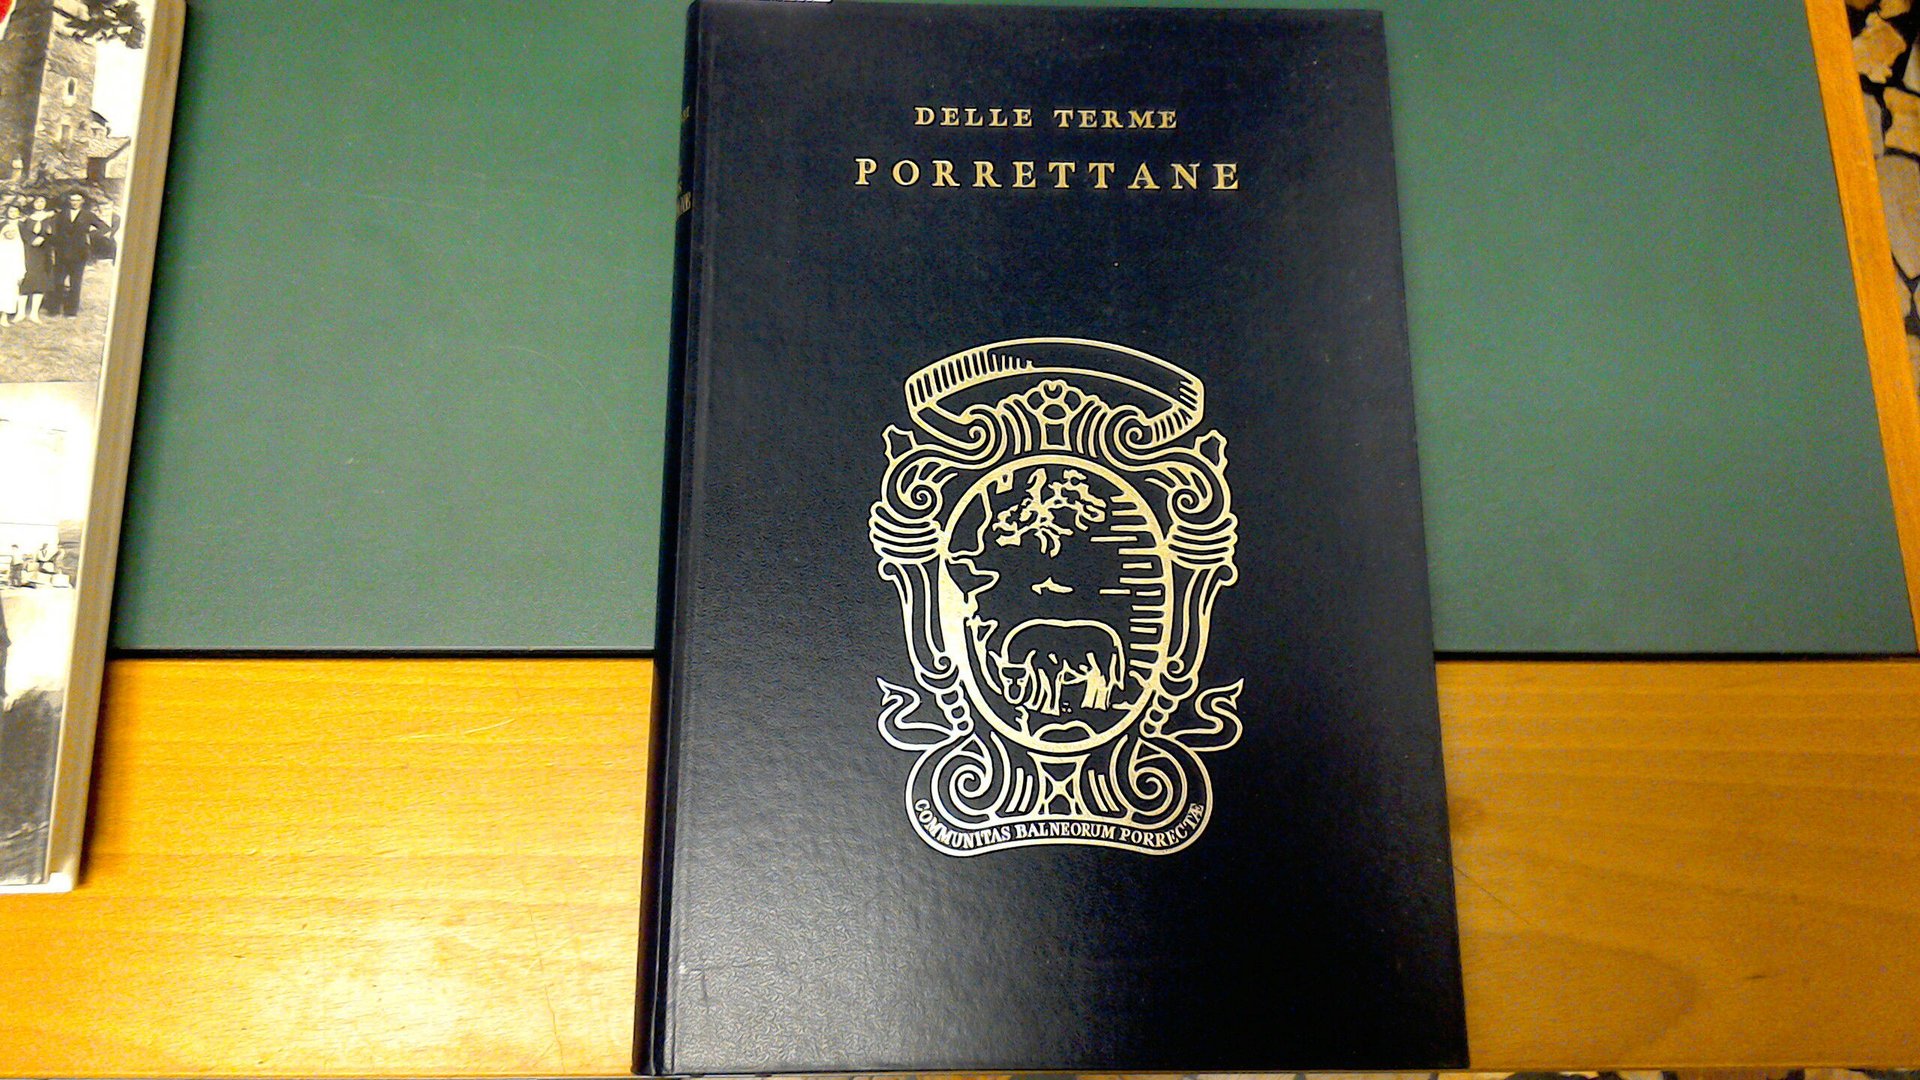 DELLE TERME
PORRETTANE
COMMUNITAS BALNEORUM PORRECTÆ